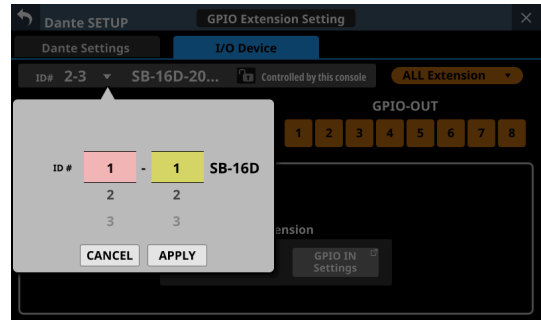 Dante SETUP
GPIO Extension Setting
Dante Settings
I/O Device
ID# 2-3 SB-16D-20... Controlled by this console
ALL Extension
GPIO-OUT
1 2 3 4 5 6 7 8
ID # 1 - 1 SB-16D
2 2
3 3
CANCEL APPLY
ension
GPIO IN
Settings